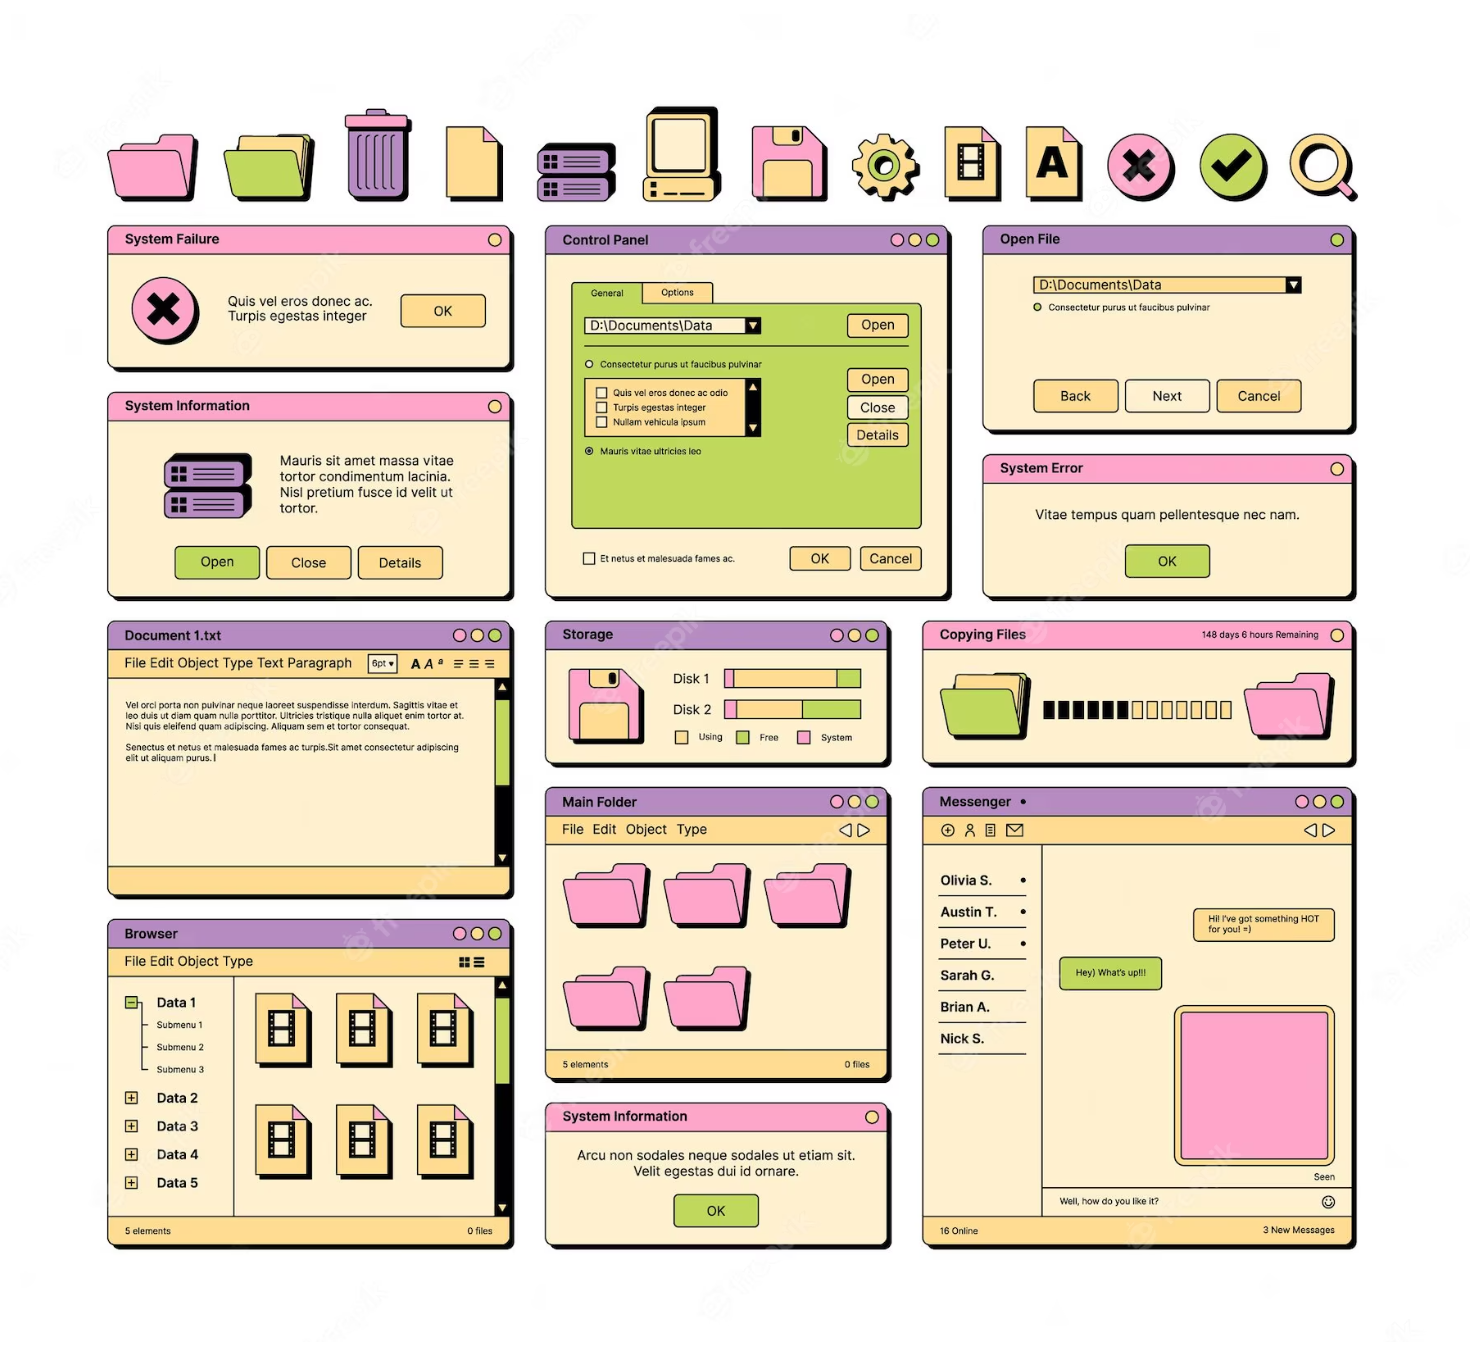 A
System Failure
Quis vel eros donec ac.
Turpis egestas integer
OK
Control Panel
General
Options
D:\Documents\Data
Open
Consectetur purus ut faucibus pulvinar
Quis vel eros donec ac odio
Turpis egestas integer
Nullam vehicula ipsum
Open
Close
Details
Mauris vitae ultricies leo
Et netus et malesuada fames ac.
OK
Cancel
Open File
D:\Documents\Data
Consectetur purus ut faucibus pulvinar
Back
Next
Cancel
System Information
Mauris sit amet massa vitae
tortor condimentum lacinia.
Nisl pretium fusce id velit ut
tortor.
Open
Close
Details
System Error
Vitae tempus quam pellentesque nec nam.
OK
Document 1.txt
File Edit Object Type Text Paragraph
6pt
A A a
Vel orci porta non pulvinar neque laoreet suspendisse interdum. Sagittis vitae et
leo duis ut diam quam nulla porttitor. Ultricies tristique nulla aliquet enim tortor at.
Nisi quis eleifend quam adipiscing. Aliquam sem et tortor consequat.
Senectus et netus et malesuada fames ac turpis.Sit amet consectetur adipiscing
elit ut aliquam purus.
Storage
Disk 1
Disk 2
Using
Free
System
Copying Files
148 days 6 hours Remaining
Main Folder
File Edit Object Type
5 elements
0 files
Messenger
Olivia S.
Austin T.
Peter U.
Sarah G.
Brian A.
Nick S.
Hi! I've got something HOT
for you! =)
Hey) What's up!!!
Seen
Well, how do you like it?
16 Online
3 New Messages
Browser
File Edit Object Type
Data 1
Submenu 1
Submenu 2
Submenu 3
Data 2
Data 3
Data 4
Data 5
5 elements
0 files
System Information
Arcu non sodales neque sodales ut etiam sit.
Velit egestas dui id ornare.
OK
freepik